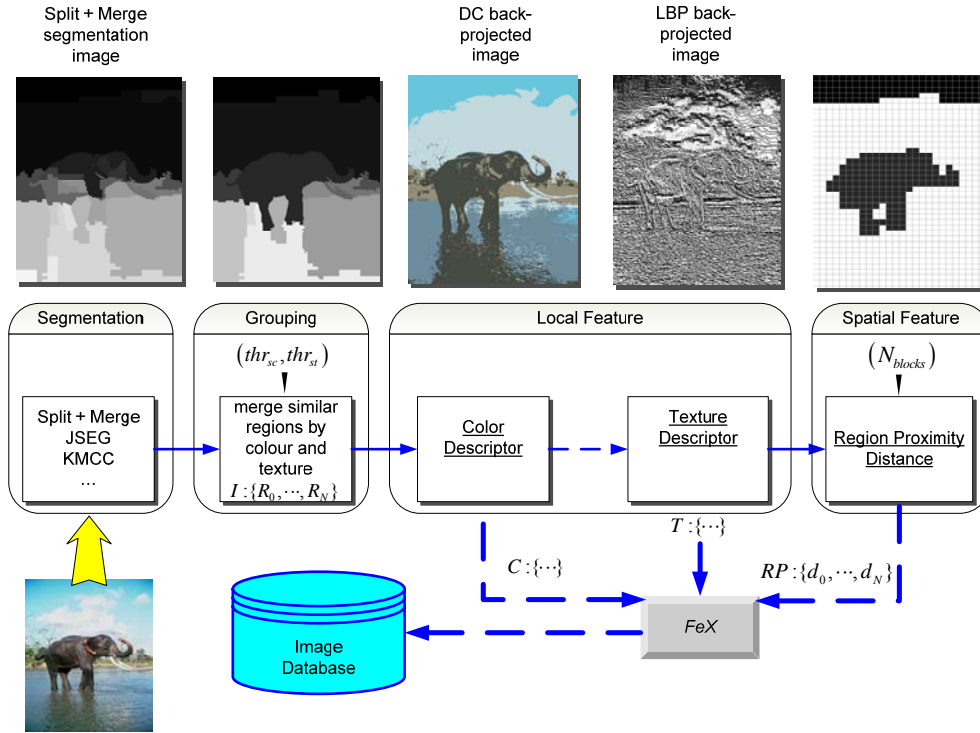 Split + Merge
segmentation
image
DC back-
projected
image
LBP back-
projected
image
Segmentation
Grouping
Local Feature
Spatial Feature
Split + Merge
JSEG
KMCC
...
(thr_sc, thr_st)
merge similar
regions by
colour and
texture
I : {R_0, ⋯, R_N}
Color
Descriptor
Texture
Descriptor
(N_blocks)
Region Proximity
Distance
C : {⋯}
T : {⋯}
RP : {d_0, ⋯, d_N}
FeX
Image
Database